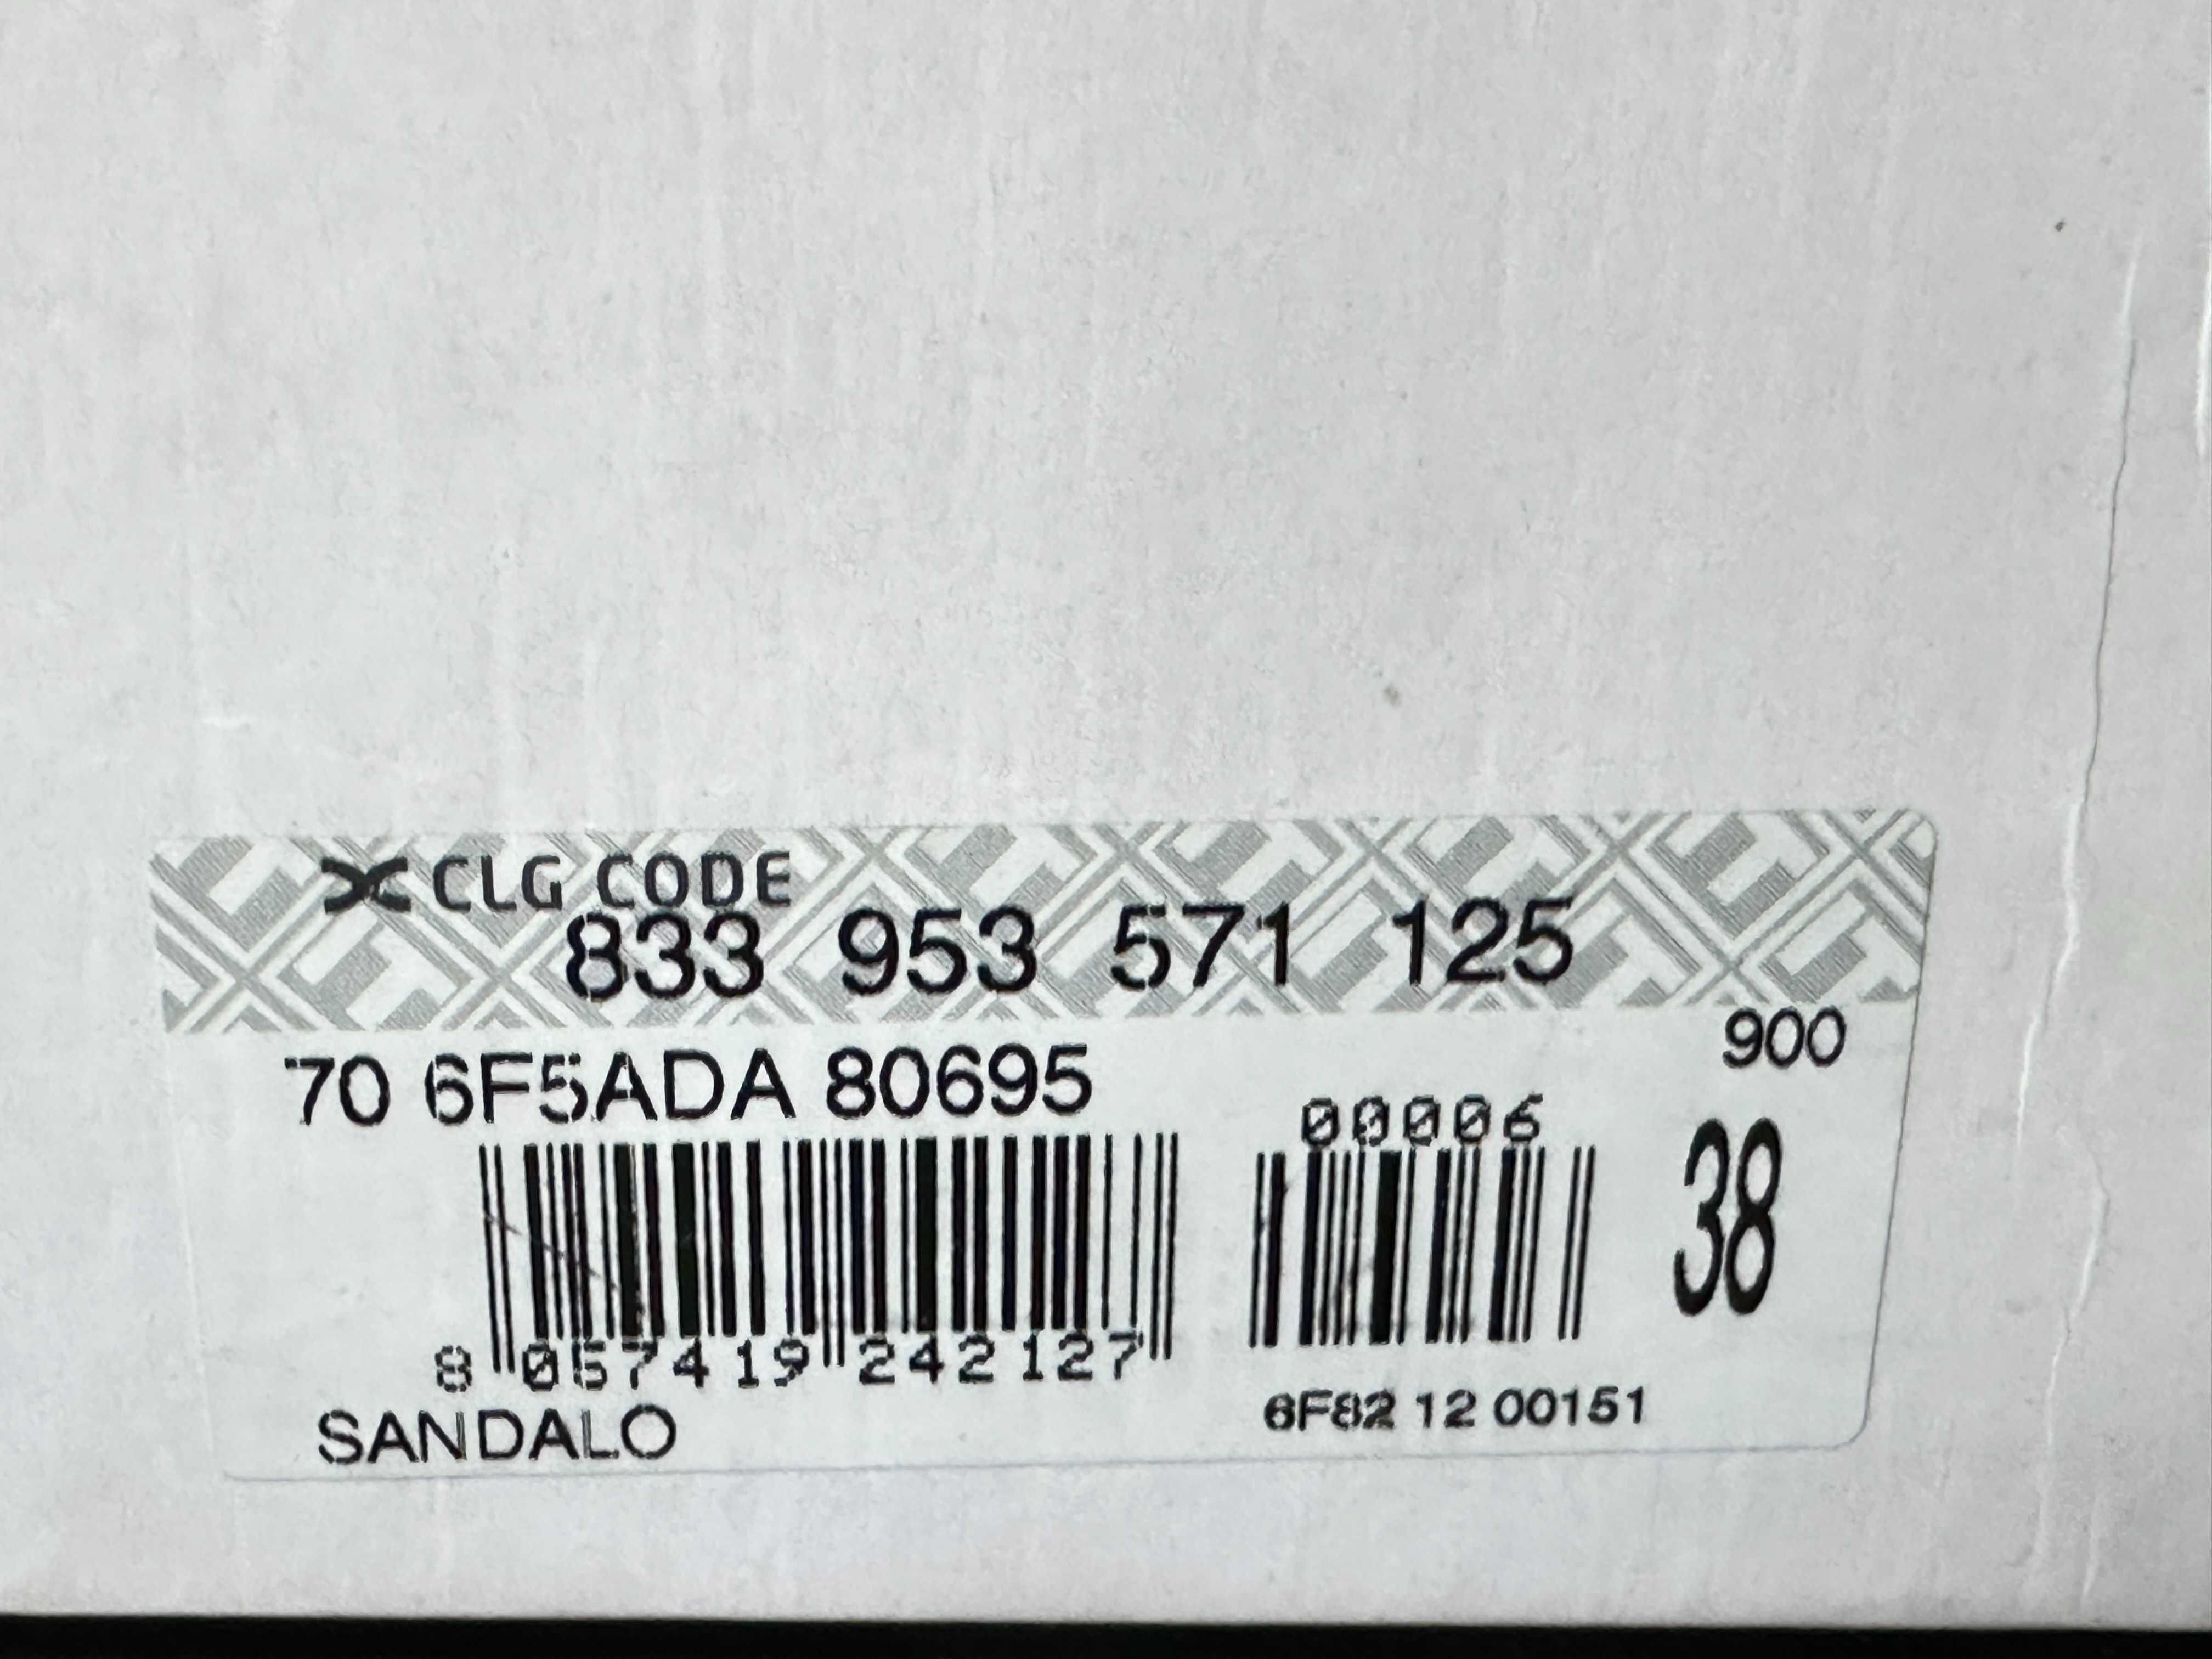 CLG CODE
833 953 571 125
900
70 6F5ADA 80695
00006
38
8 057419 242127
6F82 12 00151
SANDALO